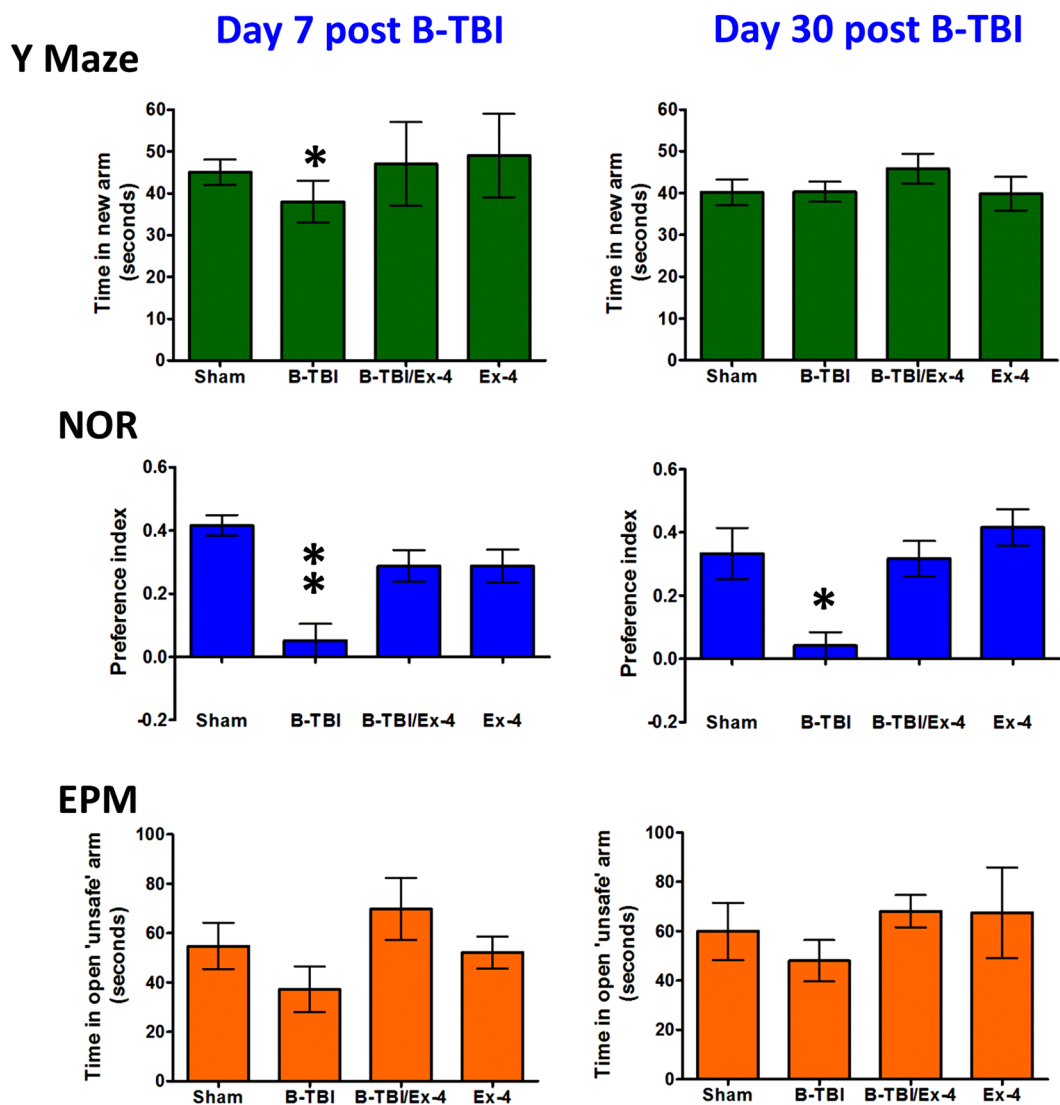 Day 7 post B-TBI
Day 30 post B-TBI
Y Maze
Time in new arm
(seconds)
60
50
40
30
20
10
0
*
Sham B-TBI B-TBI/Ex-4 Ex-4
Time in new arm
(seconds)
60
50
40
30
20
10
0
Sham B-TBI B-TBI/Ex-4 Ex-4
NOR
Preference index
0.6
0.4
0.2
0.0
-0.2
*
*
Sham B-TBI B-TBI/Ex-4 Ex-4
Preference index
0.6
0.4
0.2
0.0
-0.2
*
Sham B-TBI B-TBI/Ex-4 Ex-4
EPM
Time in open 'unsafe' arm
(seconds)
100
80
60
40
20
0
Sham B-TBI B-TBI/Ex-4 Ex-4
Time in open 'unsafe' arm
(seconds)
100
80
60
40
20
0
Sham B-TBI B-TBI/Ex-4 Ex-4